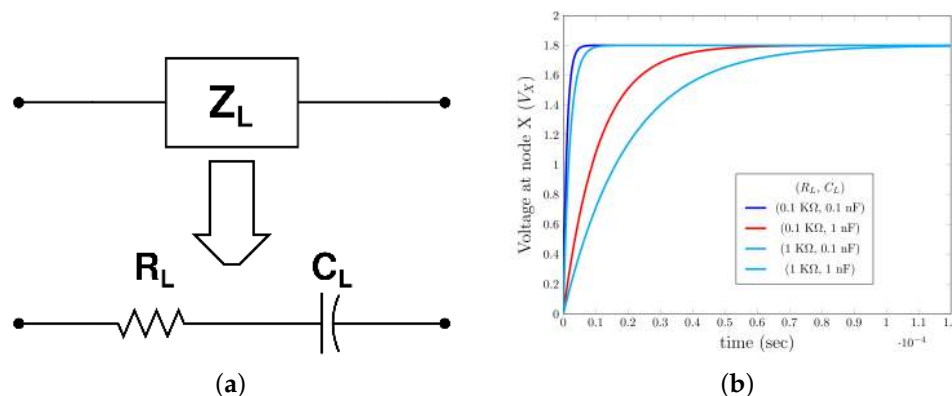 Z_L
R_L
C_L
(a)
Voltage at node X (V_X)
2
1.8
1.6
1.4
1.2
1
0.8
0.6
0.4
0.2
0
(R_L, C_L)
(0.1 KΩ, 0.1 nF)
(0.1 KΩ, 1 nF)
(1 KΩ, 0.1 nF)
(1 KΩ, 1 nF)
0 0.1 0.2 0.3 0.4 0.5 0.6 0.7 0.8 0.9 1 1.1
time (sec)
·10⁻⁴
(b)